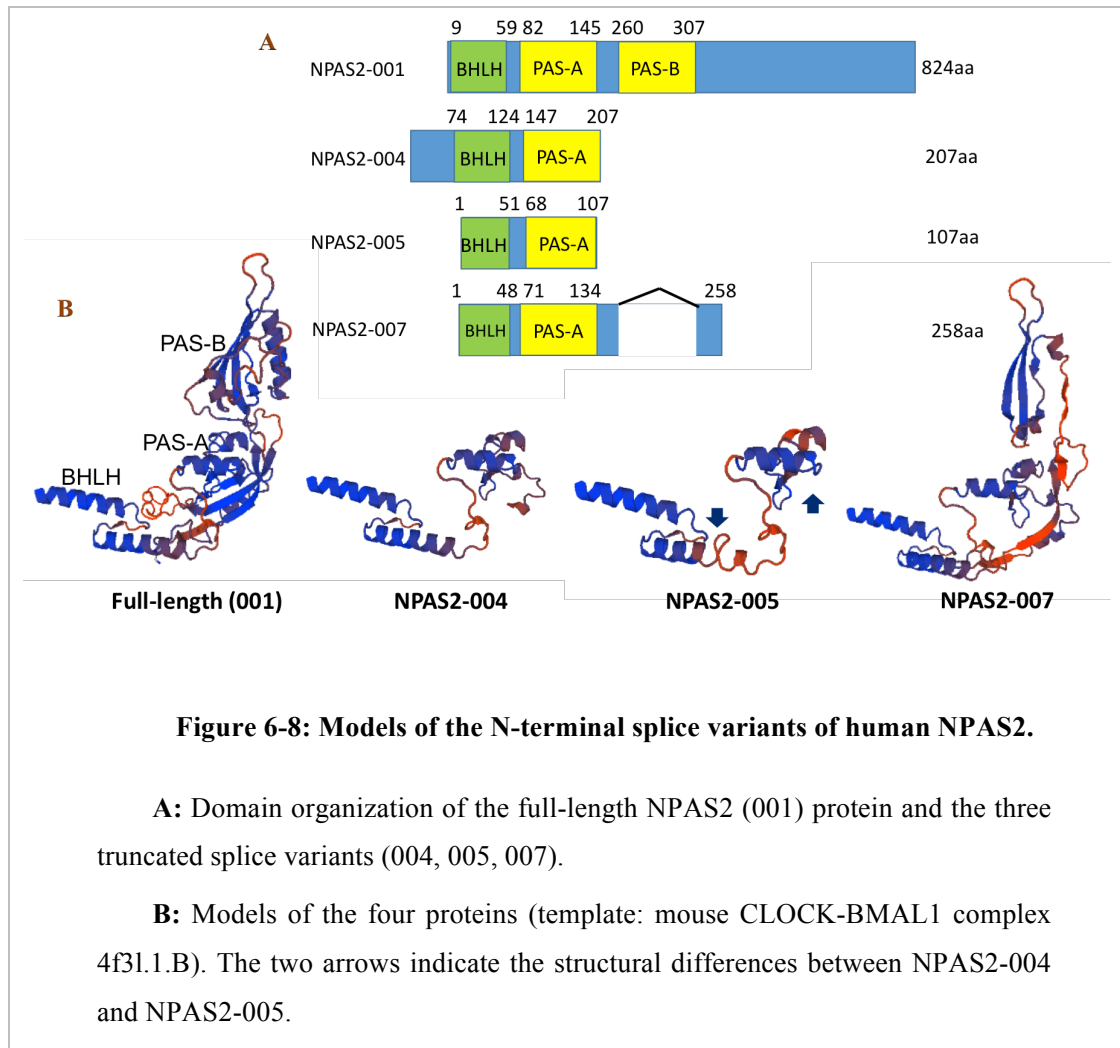 A
9 59 82 145 260 307
NPAS2-001 BHLH PAS-A PAS-B 824aa
74 124 147 207
NPAS2-004 BHLH PAS-A 207aa
1 51 68 107
NPAS2-005 BHLH PAS-A 107aa
B
1 48 71 134 258
NPAS2-007 BHLH PAS-A 258aa
PAS-B
PAS-A
BHLH
Full-length (001) NPAS2-004 NPAS2-005 NPAS2-007
Figure 6-8: Models of the N-terminal splice variants of human NPAS2.
A: Domain organization of the full-length NPAS2 (001) protein and the three
truncated splice variants (004, 005, 007).
B: Models of the four proteins (template: mouse CLOCK-BMAL1 complex
4f3l.1.B). The two arrows indicate the structural differences between NPAS2-004
and NPAS2-005.